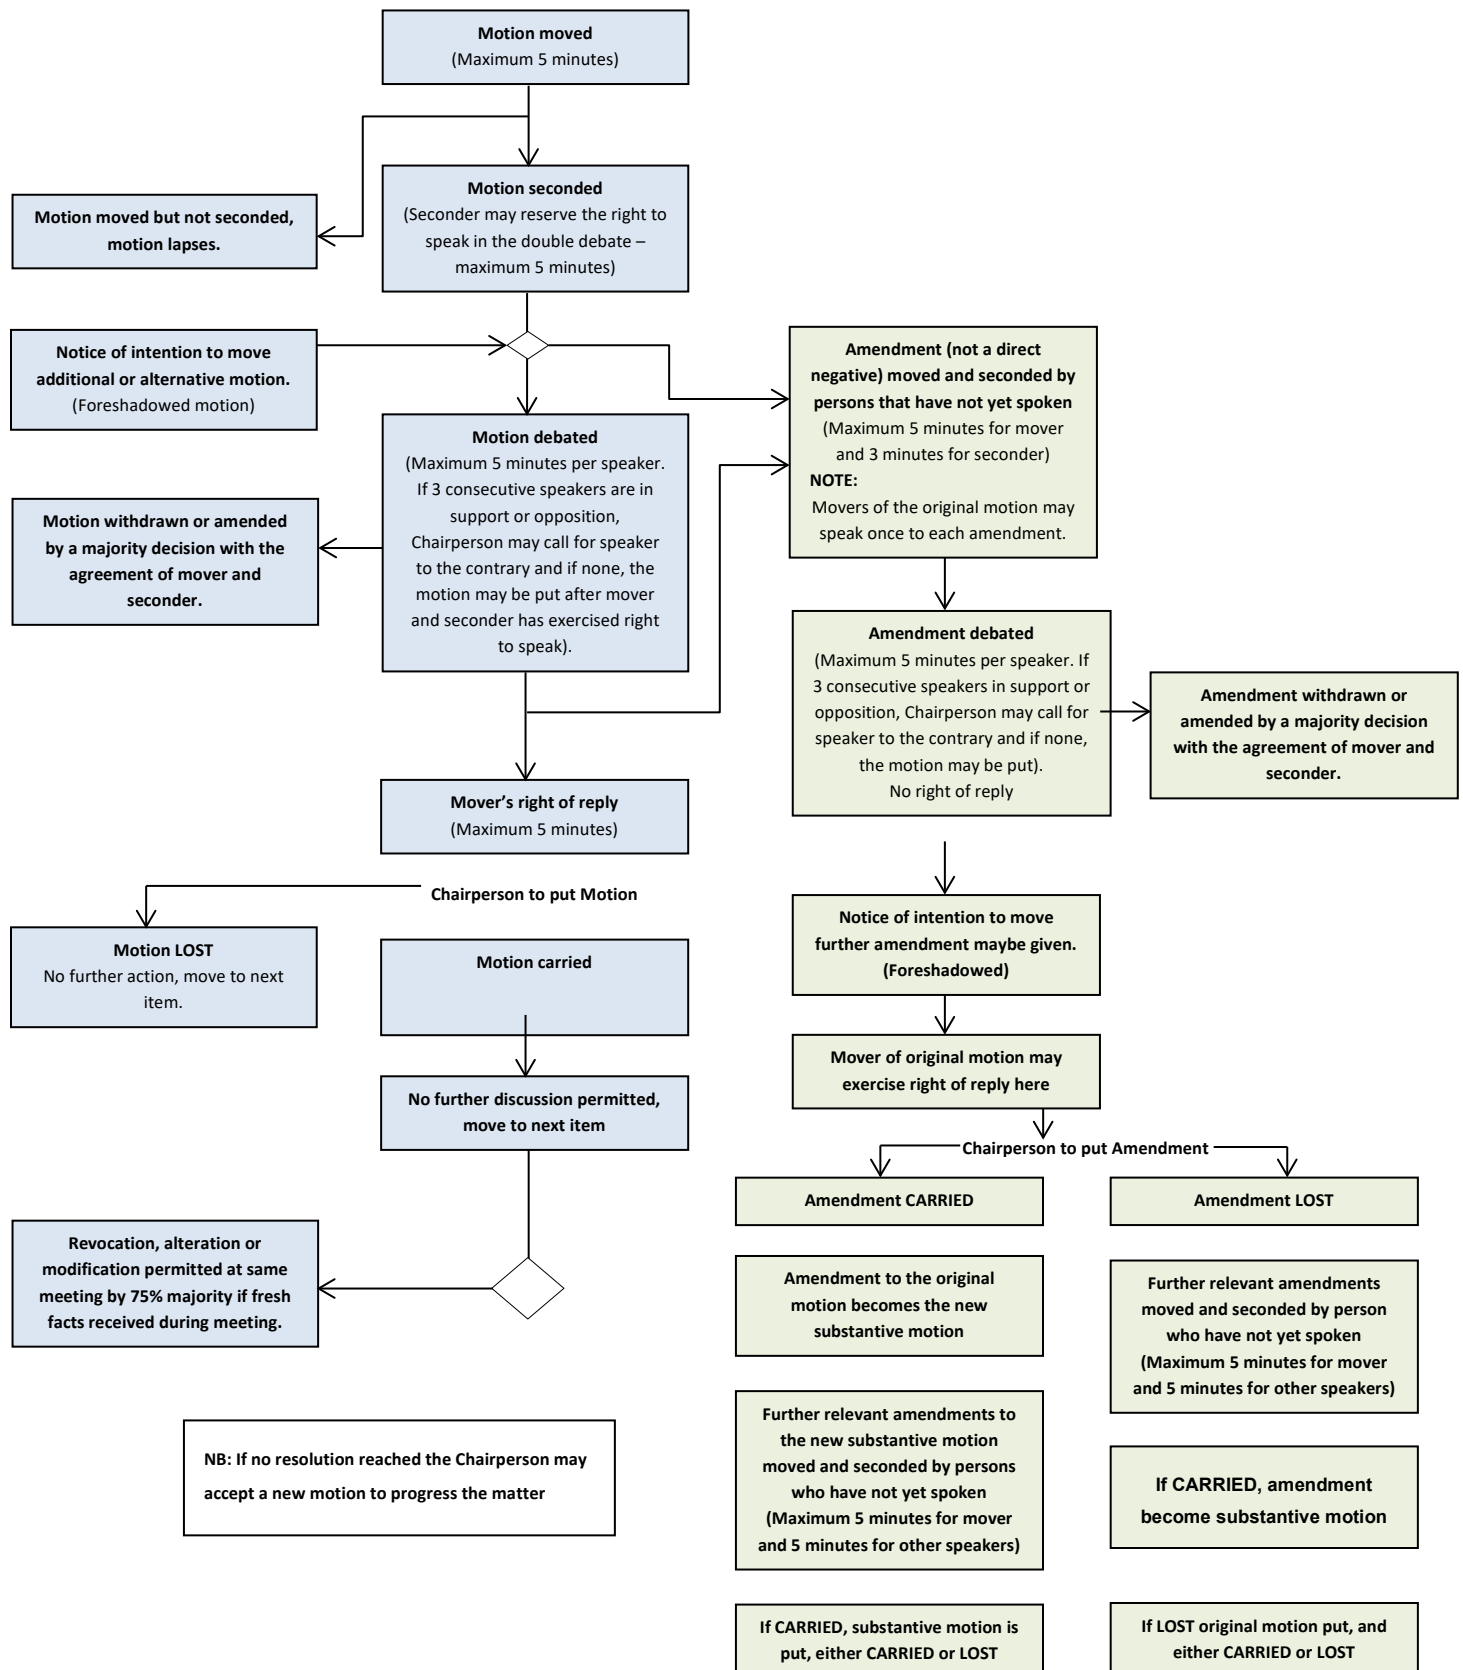 Motion moved
(Maximum 5 minutes)
Motion seconded
(Seconder may reserve the right to
speak in the double debate –
maximum 5 minutes)
Motion moved but not seconded,
motion lapses.
Notice of intention to move
additional or alternative motion.
(Foreshadowed motion)
Motion debated
(Maximum 5 minutes per speaker.
If 3 consecutive speakers are in
support or opposition,
Chairperson may call for speaker
to the contrary and if none, the
motion may be put after mover
and seconder has exercised right
to speak).
Motion withdrawn or amended
by a majority decision with the
agreement of mover and
seconder.
Mover’s right of reply
(Maximum 5 minutes)
Chairperson to put Motion
Motion LOST
No further action, move to next
item.
Motion carried
No further discussion permitted,
move to next item
Revocation, alteration or
modification permitted at same
meeting by 75% majority if fresh
facts received during meeting.
NB: If no resolution reached the Chairperson may
accept a new motion to progress the matter
Amendment (not a direct
negative) moved and seconded by
persons that have not yet spoken
(Maximum 5 minutes for mover
and 3 minutes for seconder)
NOTE:
Movers of the original motion may
speak once to each amendment.
Amendment debated
(Maximum 5 minutes per speaker. If
3 consecutive speakers in support or
opposition, Chairperson may call for
speaker to the contrary and if none,
the motion may be put).
No right of reply
Amendment withdrawn or
amended by a majority decision
with the agreement of mover and
seconder.
Notice of intention to move
further amendment maybe given.
(Foreshadowed)
Mover of original motion may
exercise right of reply here
Chairperson to put Amendment
Amendment CARRIED
Amendment to the original
motion becomes the new
substantive motion
Further relevant amendments to
the new substantive motion
moved and seconded by persons
who have not yet spoken
(Maximum 5 minutes for mover
and 5 minutes for other speakers)
If CARRIED, substantive motion is
put, either CARRIED or LOST
Amendment LOST
Further relevant amendments
moved and seconded by person
who have not yet spoken
(Maximum 5 minutes for mover
and 5 minutes for other speakers)
If CARRIED, amendment
become substantive motion
If LOST original motion put, and
either CARRIED or LOST